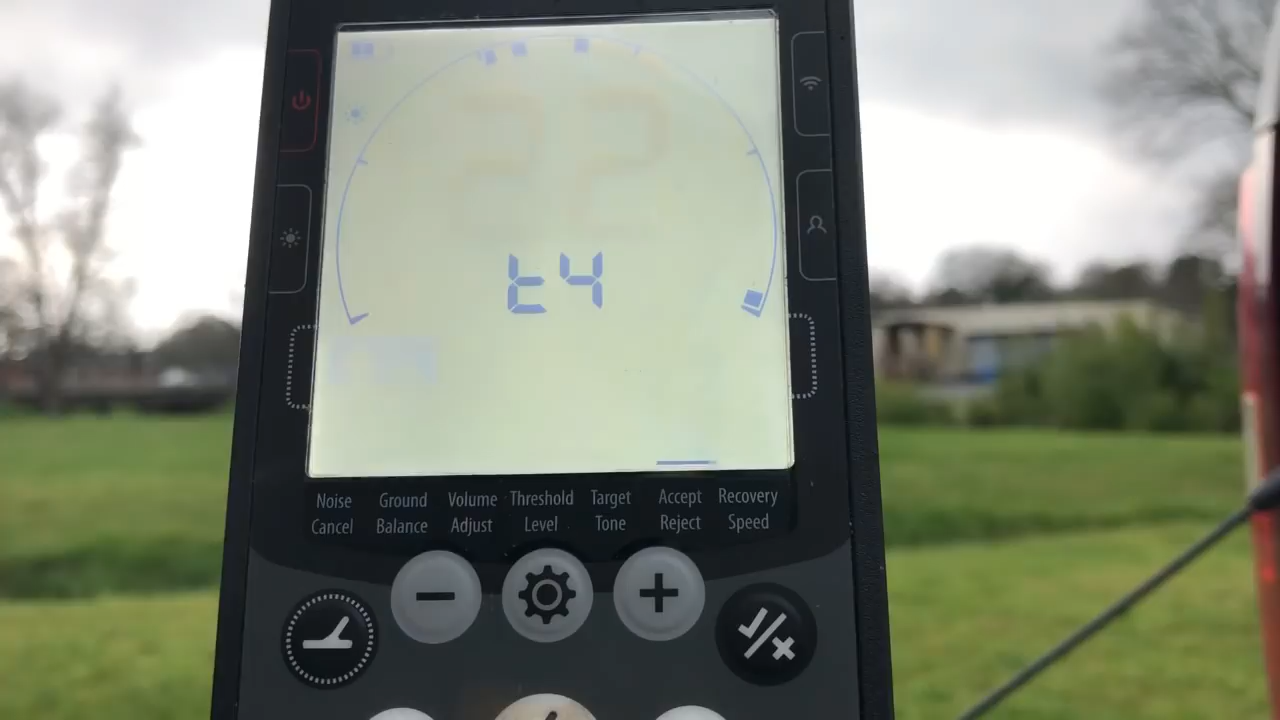 22
t4
Noise Cancel
Ground Balance
Volume Adjust
Threshold Level
Target Tone
Accept Reject
Recovery Speed